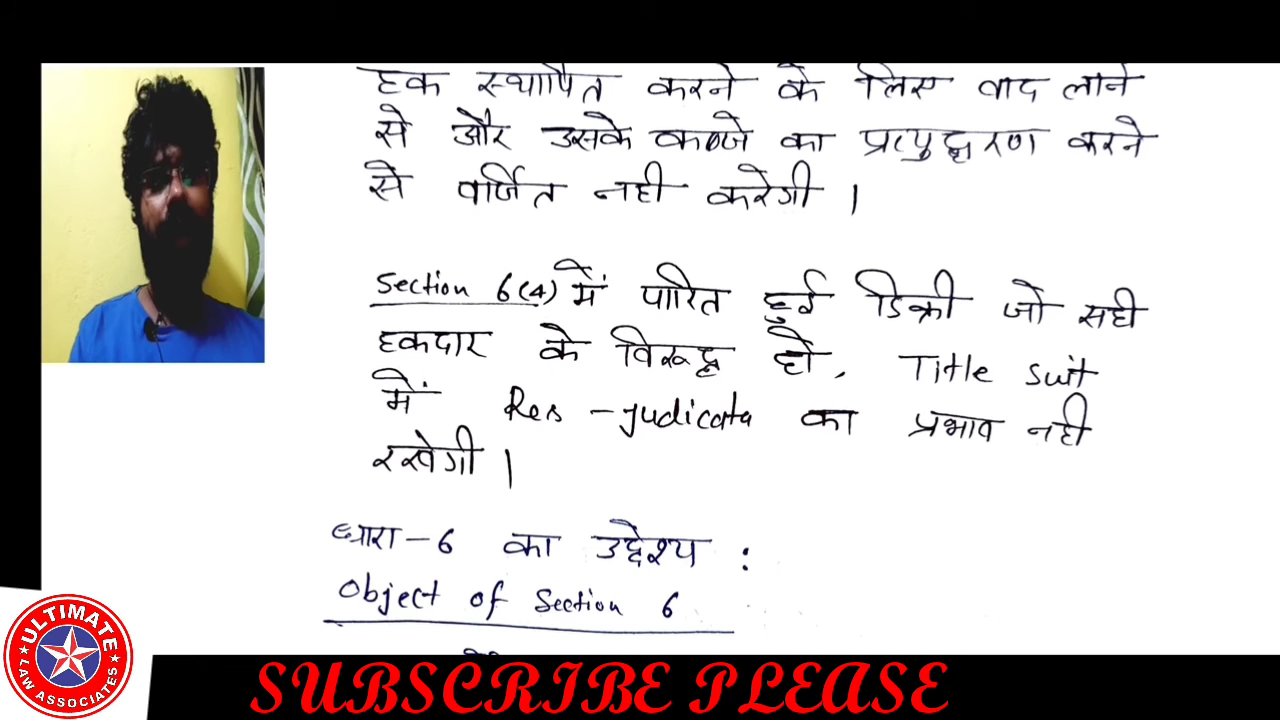 हक स्थापित करने के लिए वाद लाने
से और उसके कब्जे का प्रत्युद्धरण करने
से वर्जित नही करेगी ।
Section 6(4) में पारित हुई डिक्री जो सही
हकदार के विरूद्ध हो, Title suit
में Res-judicata का प्रभाव नही
रखेगी ।
धारा-6 का उद्देश्य :
Object of Section 6
ULTIMATE
LAW ASSOCIATES
SUBSCRIBE PLEASE